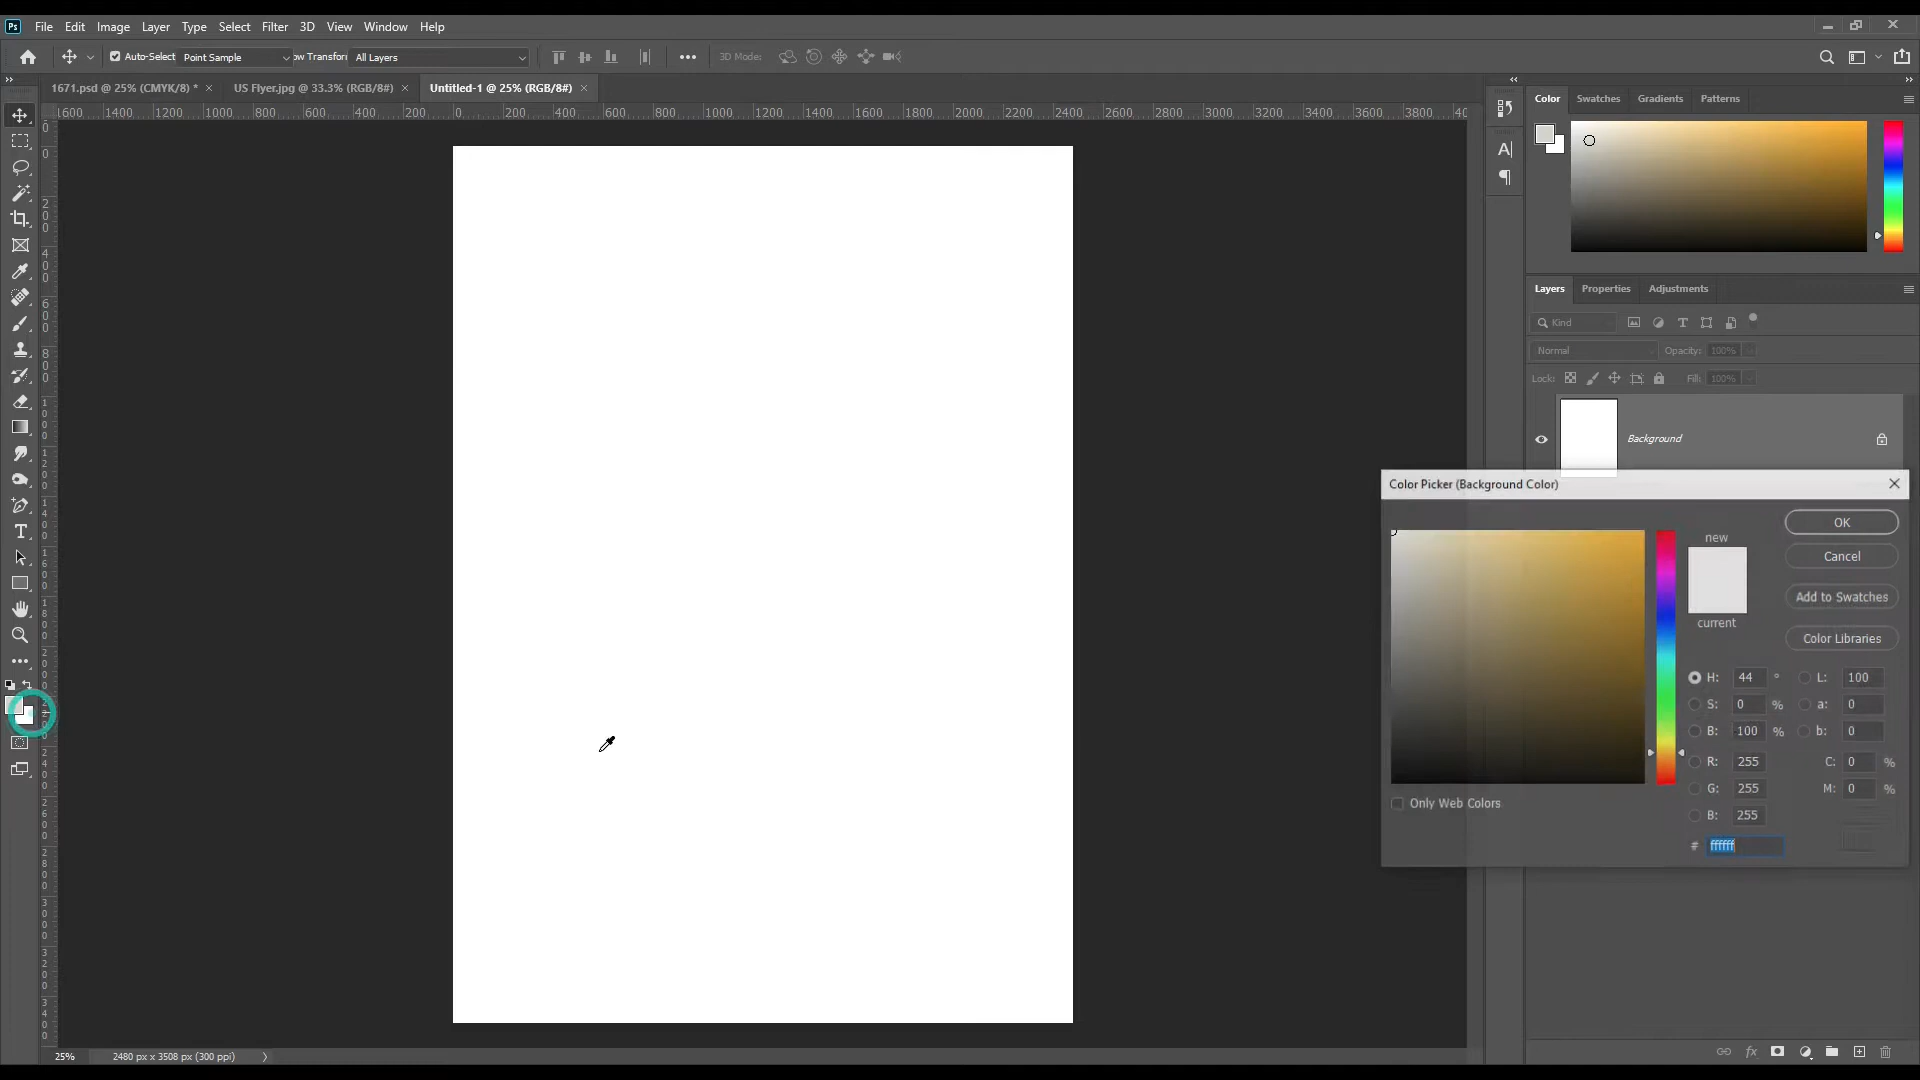 Ps File Edit Image Layer Type Select Filter 3D View Window Help
Auto-Select Point Sample ow Transform All Layers 3D Mode:
1671.psd @ 25% (CMYK/8) * × US Flyer.jpg @ 33.3% (RGB/8#) × Untitled-1 @ 25% (RGB/8#) ×
1600 1400 1200 1000 800 600 400 200 0 200 400 600 800 1000 1200 1400 1600 1800 2000 2200 2400 2600 2800 3000 3200 3400 3600 3800
Color Swatches Gradients Patterns
Layers Properties Adjustments
Kind
Normal Opacity: 100%
Lock: Fill: 100%
Background
Color Picker (Background Color)
new
current
OK
Cancel
Add to Swatches
Color Libraries
H: 44 ° L: 100
S: 0 % a: 0
B: 100 % b: 0
R: 255 C: 0 %
G: 255 M: 0 %
B: 255
# ffffff
Only Web Colors
25% 2480 px x 3508 px (300 ppi)